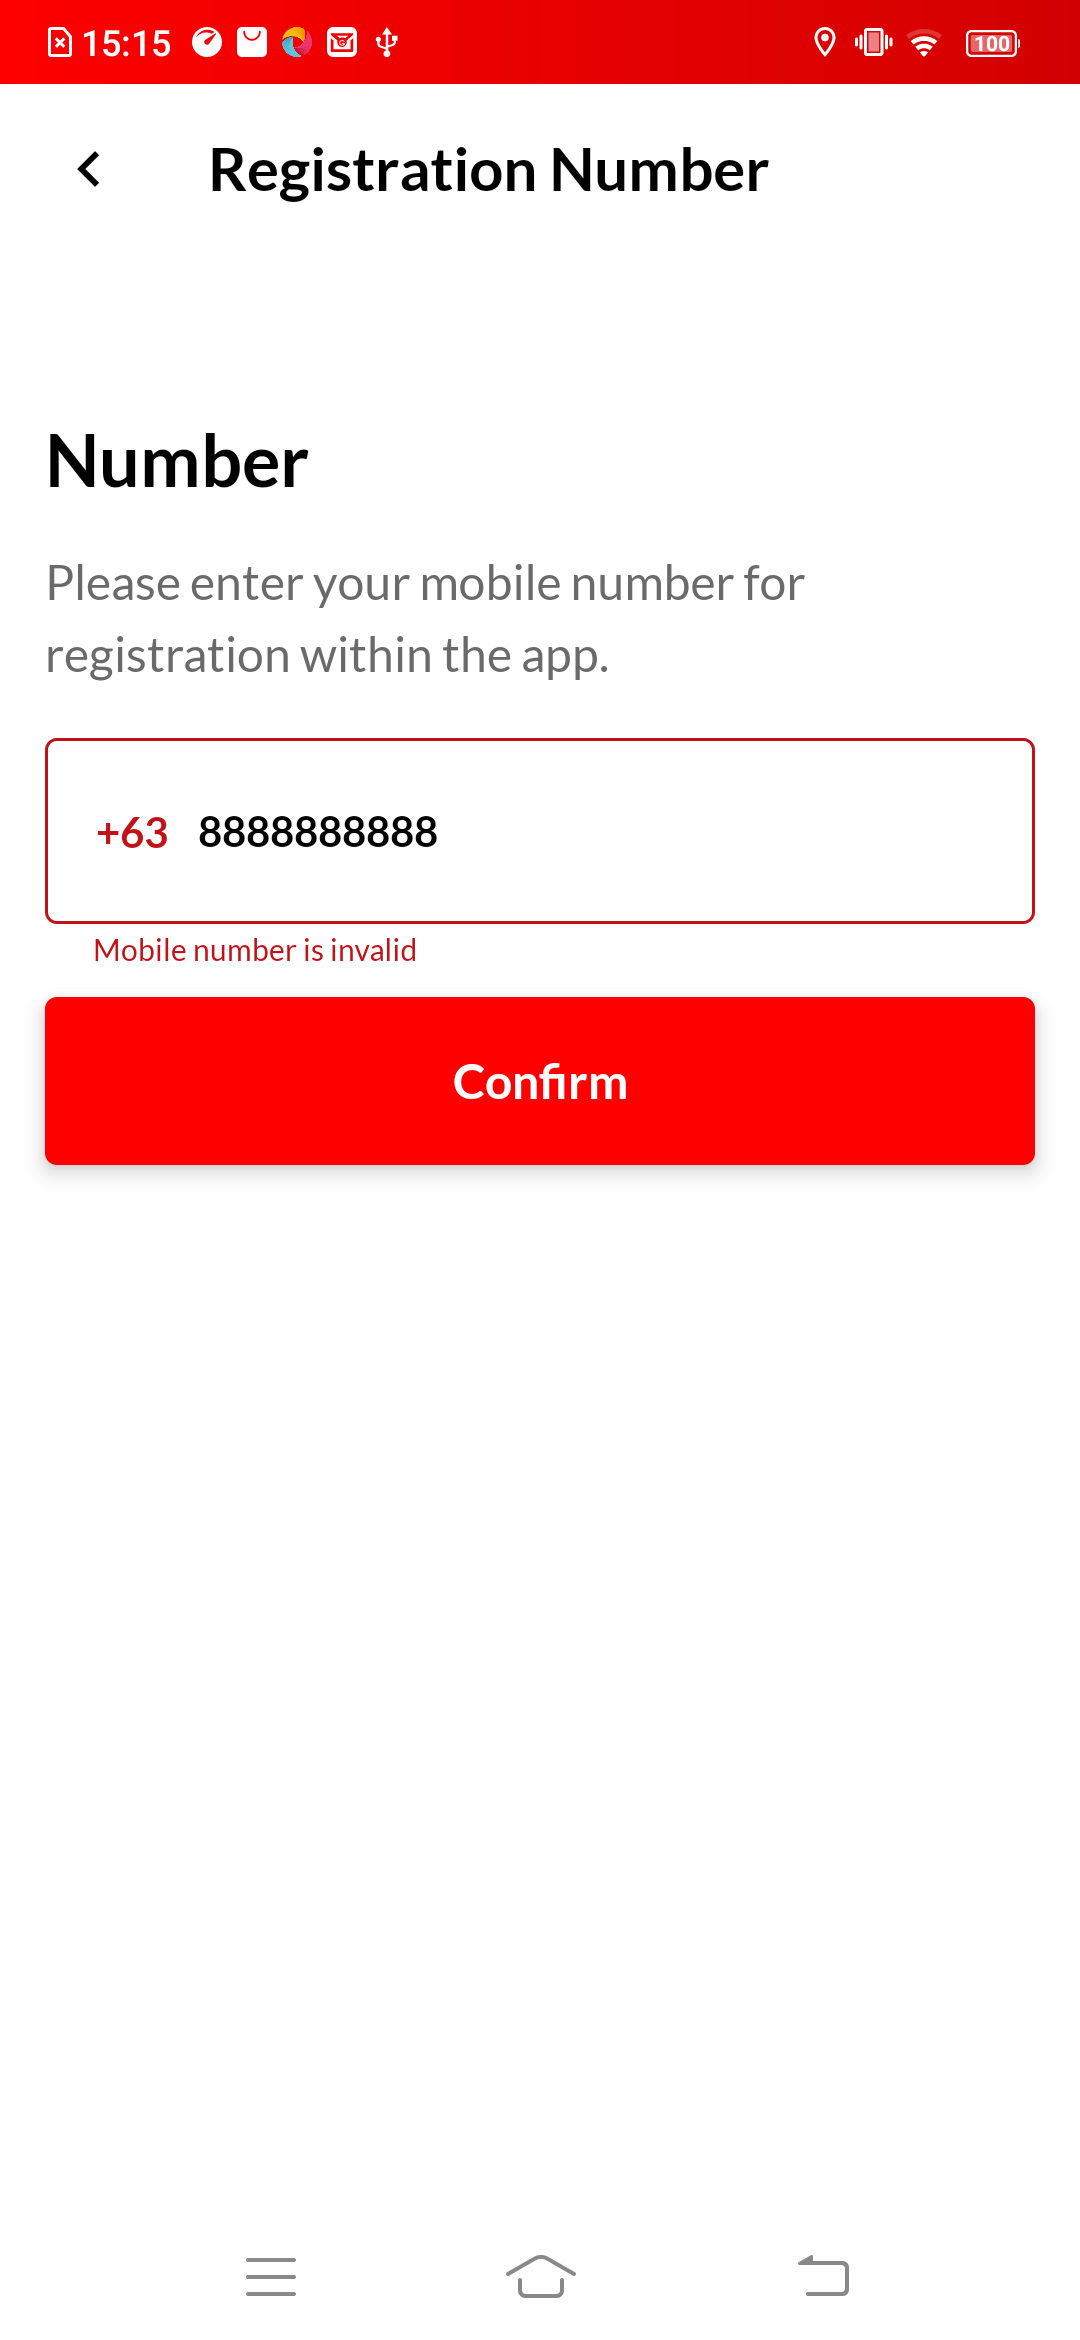 15:15
100
Registration Number
Number
Please enter your mobile number for
registration within the app.
+63 8888888888
Mobile number is invalid
Confirm